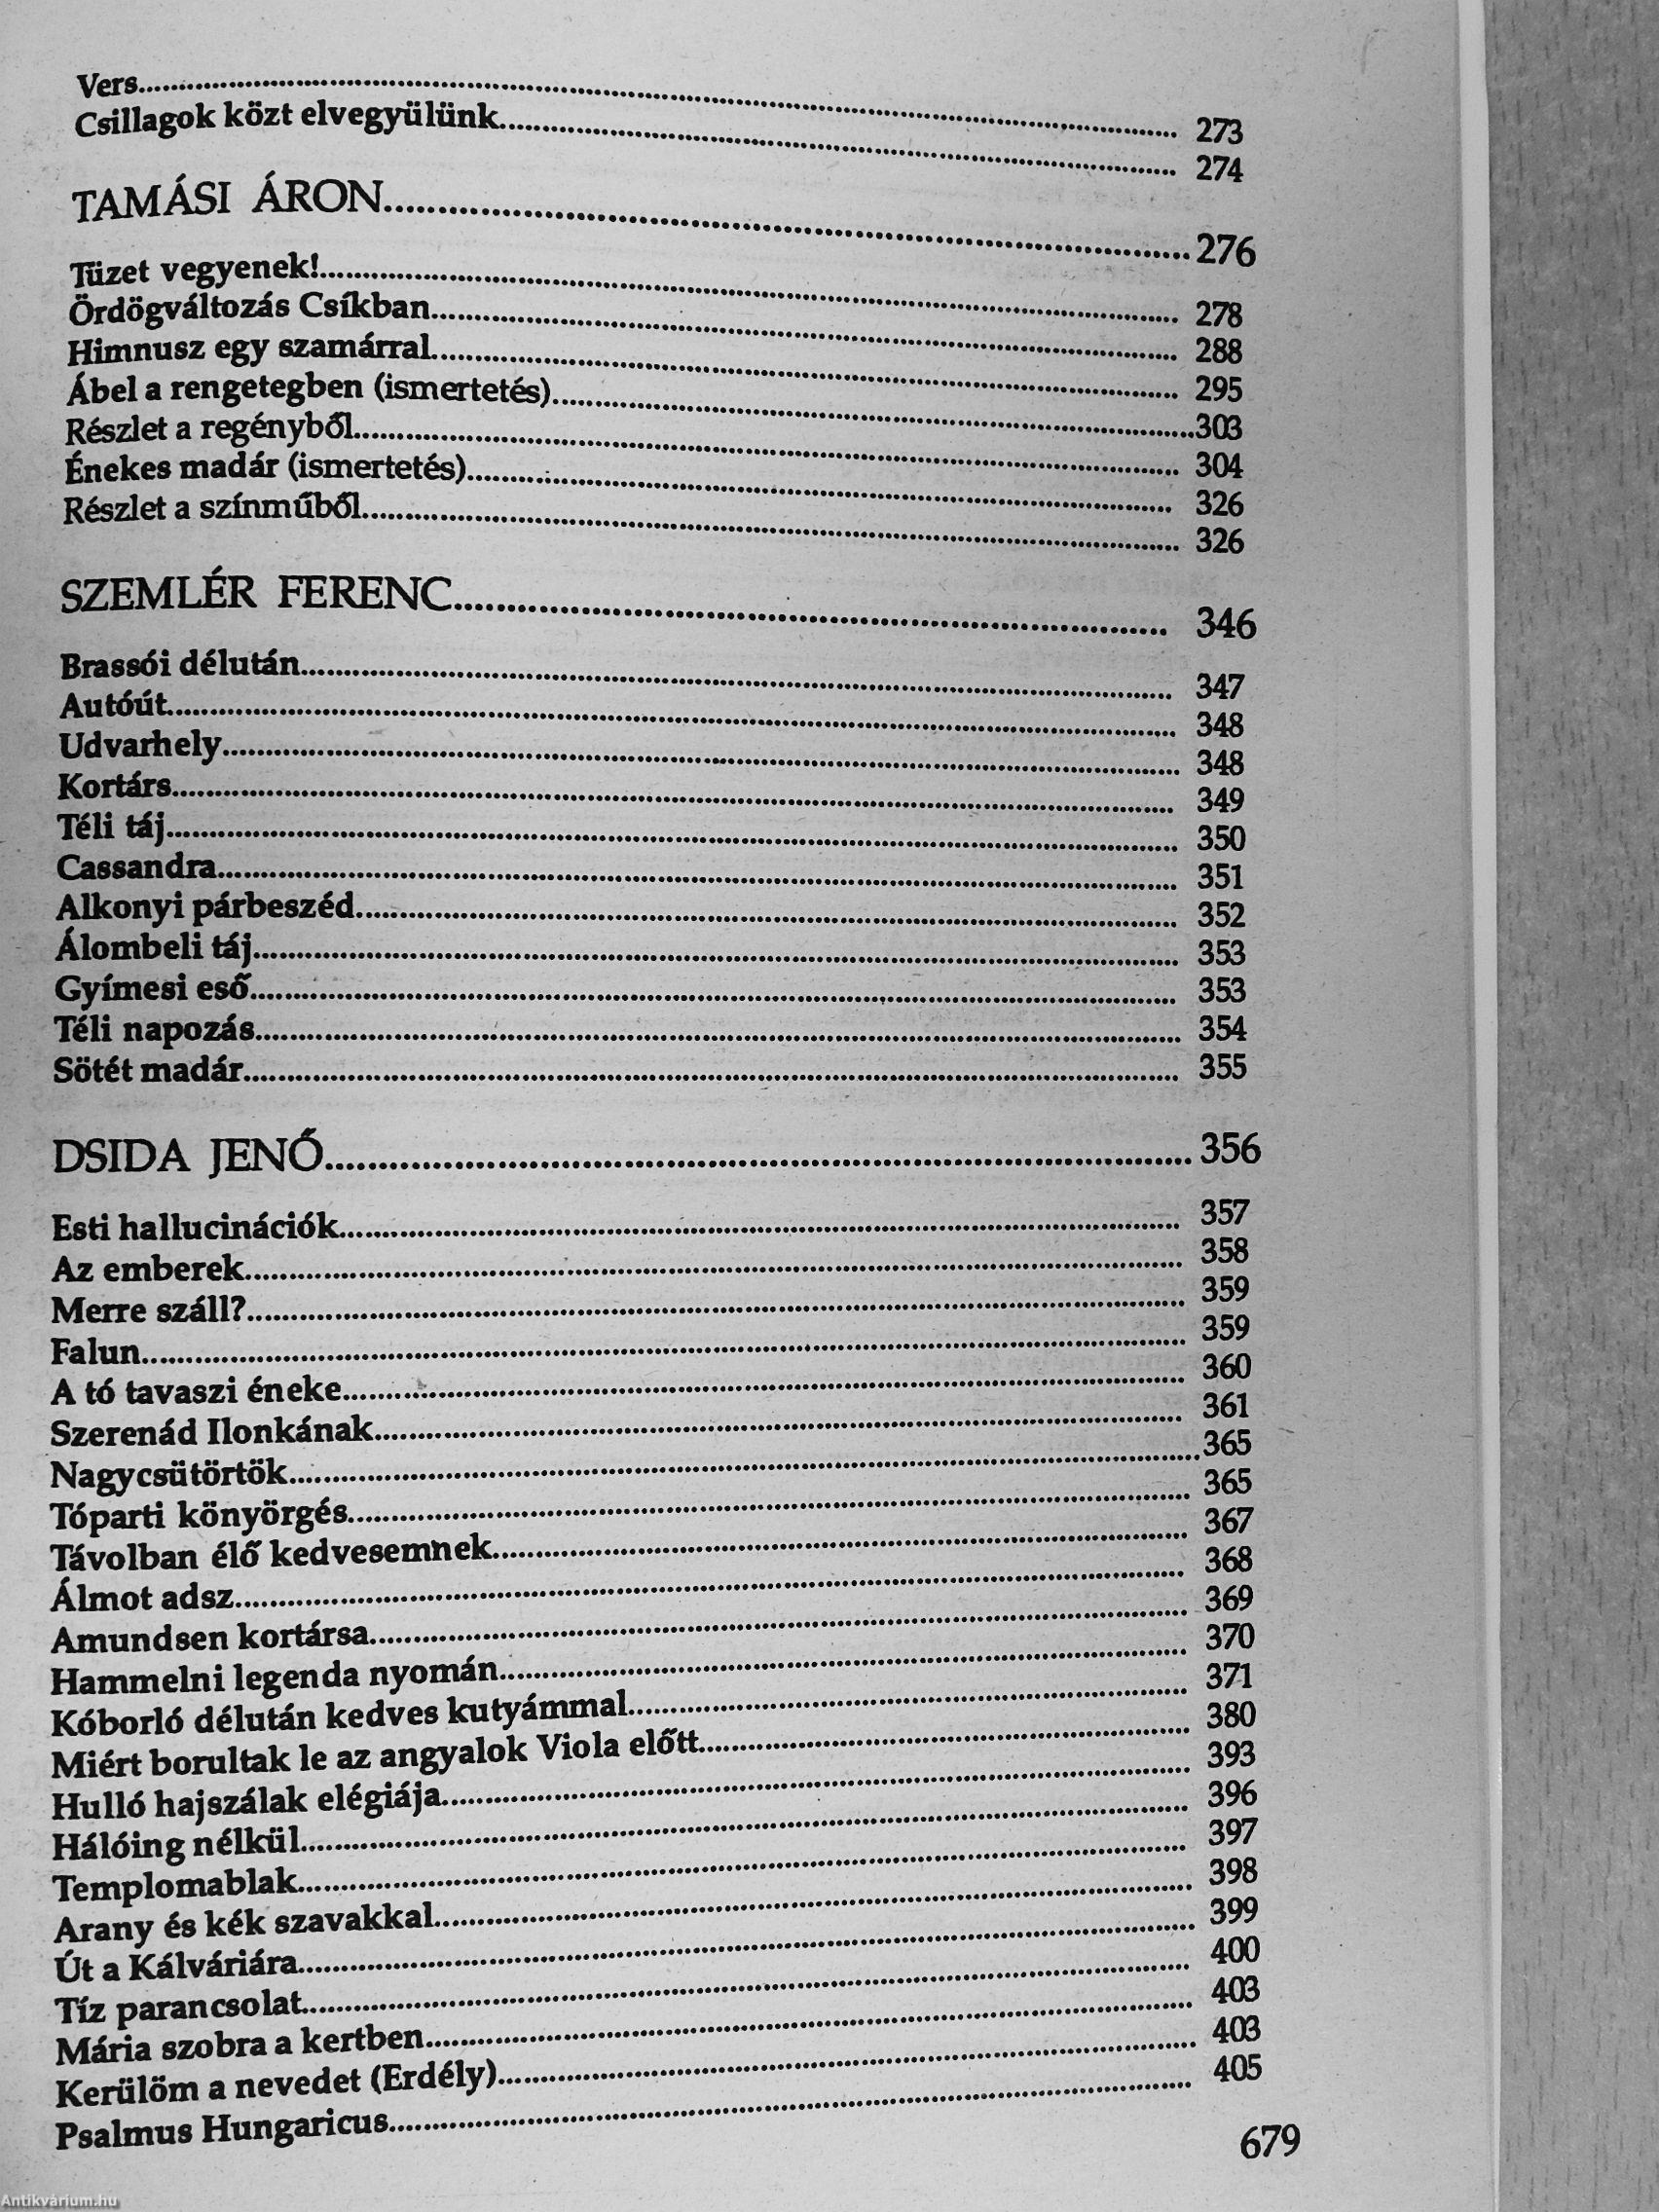 Vers 273
Csillagok közt elvegyülünk 274
TAMÁSI ÁRON 276
Tüzet vegyenek! 278
Ördögváltozás Csíkban 288
Himnusz egy szamárral 295
Ábel a rengetegben (ismertetés) 303
Részlet a regényből 304
Énekes madár (ismertetés) 326
Részlet a színműből 326
SZEMLÉR FERENC 346
Brassói délután 347
Autóút 348
Udvarhely 348
Kortárs 349
Téli táj 350
Cassandra 351
Alkonyi párbeszéd 352
Álombeli táj 353
Gyímesi eső 353
Téli napozás 354
Sötét madár 355
DSIDA JENŐ 356
Esti hallucinációk 357
Az emberek 358
Merre száll? 359
Falun 359
A tó tavaszi éneke 360
Szerenád Ilonkának 361
Nagycsütörtök 365
Tóparti könyörgés 365
Távolban élő kedvesemnek 367
Álmot adsz 368
Amundsen kortársa 369
Hammelni legenda nyomán 370
Kóborló délután kedves kutyámmal 371
Miért borultak le az angyalok Viola előtt 380
Hulló hajszálak elégiája 393
Hálóing nélkül 396
Templomablak 397
Arany és kék szavakkal 398
Út a Kálváriára 399
Tíz parancsolat 400
Mária szobra a kertben 403
Kerülöm a nevedet (Erdély) 403
Psalmus Hungaricus 405
679
Antikvárium.hu